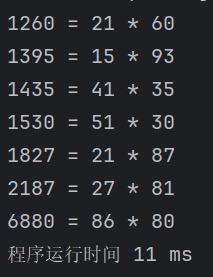 1260 = 21 * 60
1395 = 15 * 93
1435 = 41 * 35
1530 = 51 * 30
1827 = 21 * 87
2187 = 27 * 81
6880 = 86 * 80
程序运行时间 11 ms